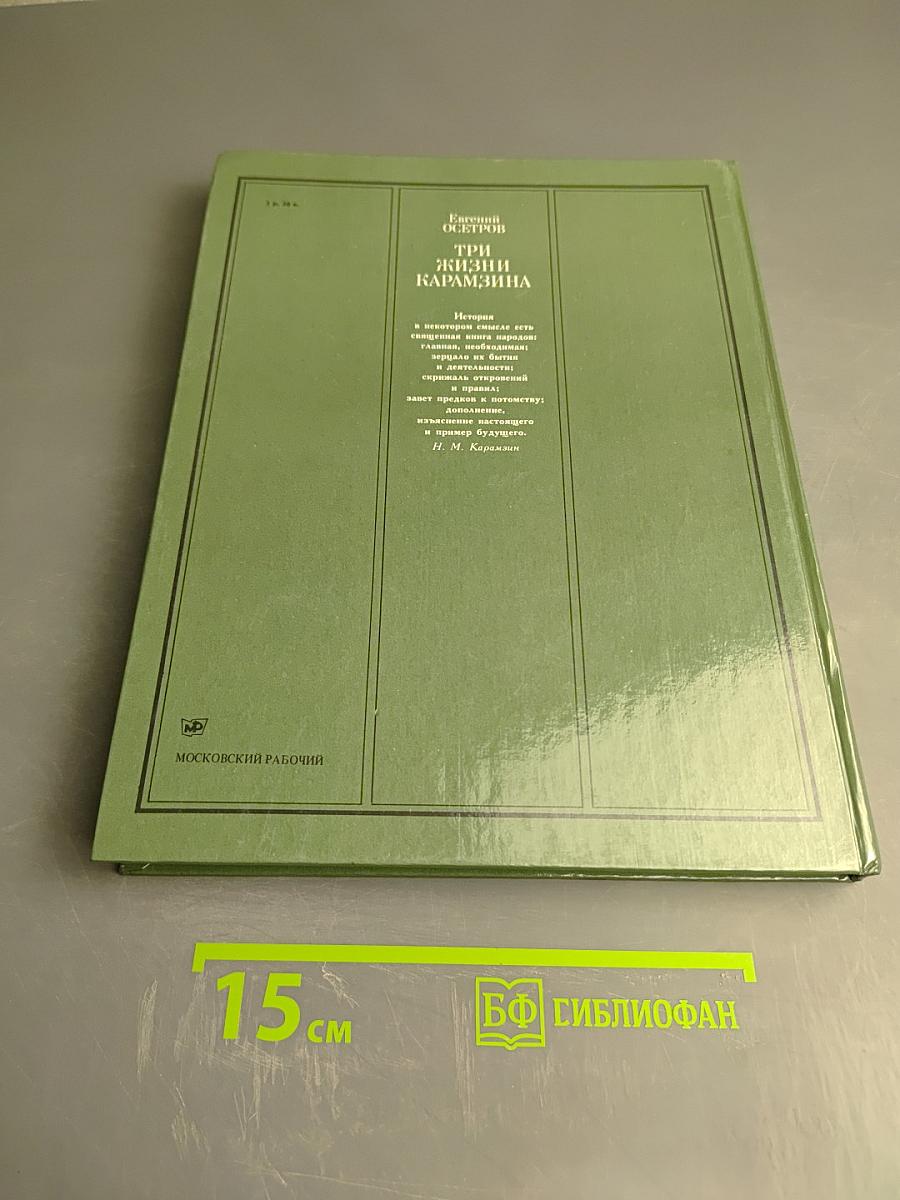 Евгений
ОСЕТРОВ
ТРИ
ЖИЗНИ
КАРАМЗИНА
История
в некотором смысле есть
священная книга народов:
главная, необходимая;
зерцало их бытия
и деятельности;
скрижаль откровений
и правил;
завет предков к потомству;
дополнение,
изъяснение настоящего
и пример будущего.
Н. М. Карамзин
МР
МОСКОВСКИЙ РАБОЧИЙ
15 см
БФ БИБЛИОФАН